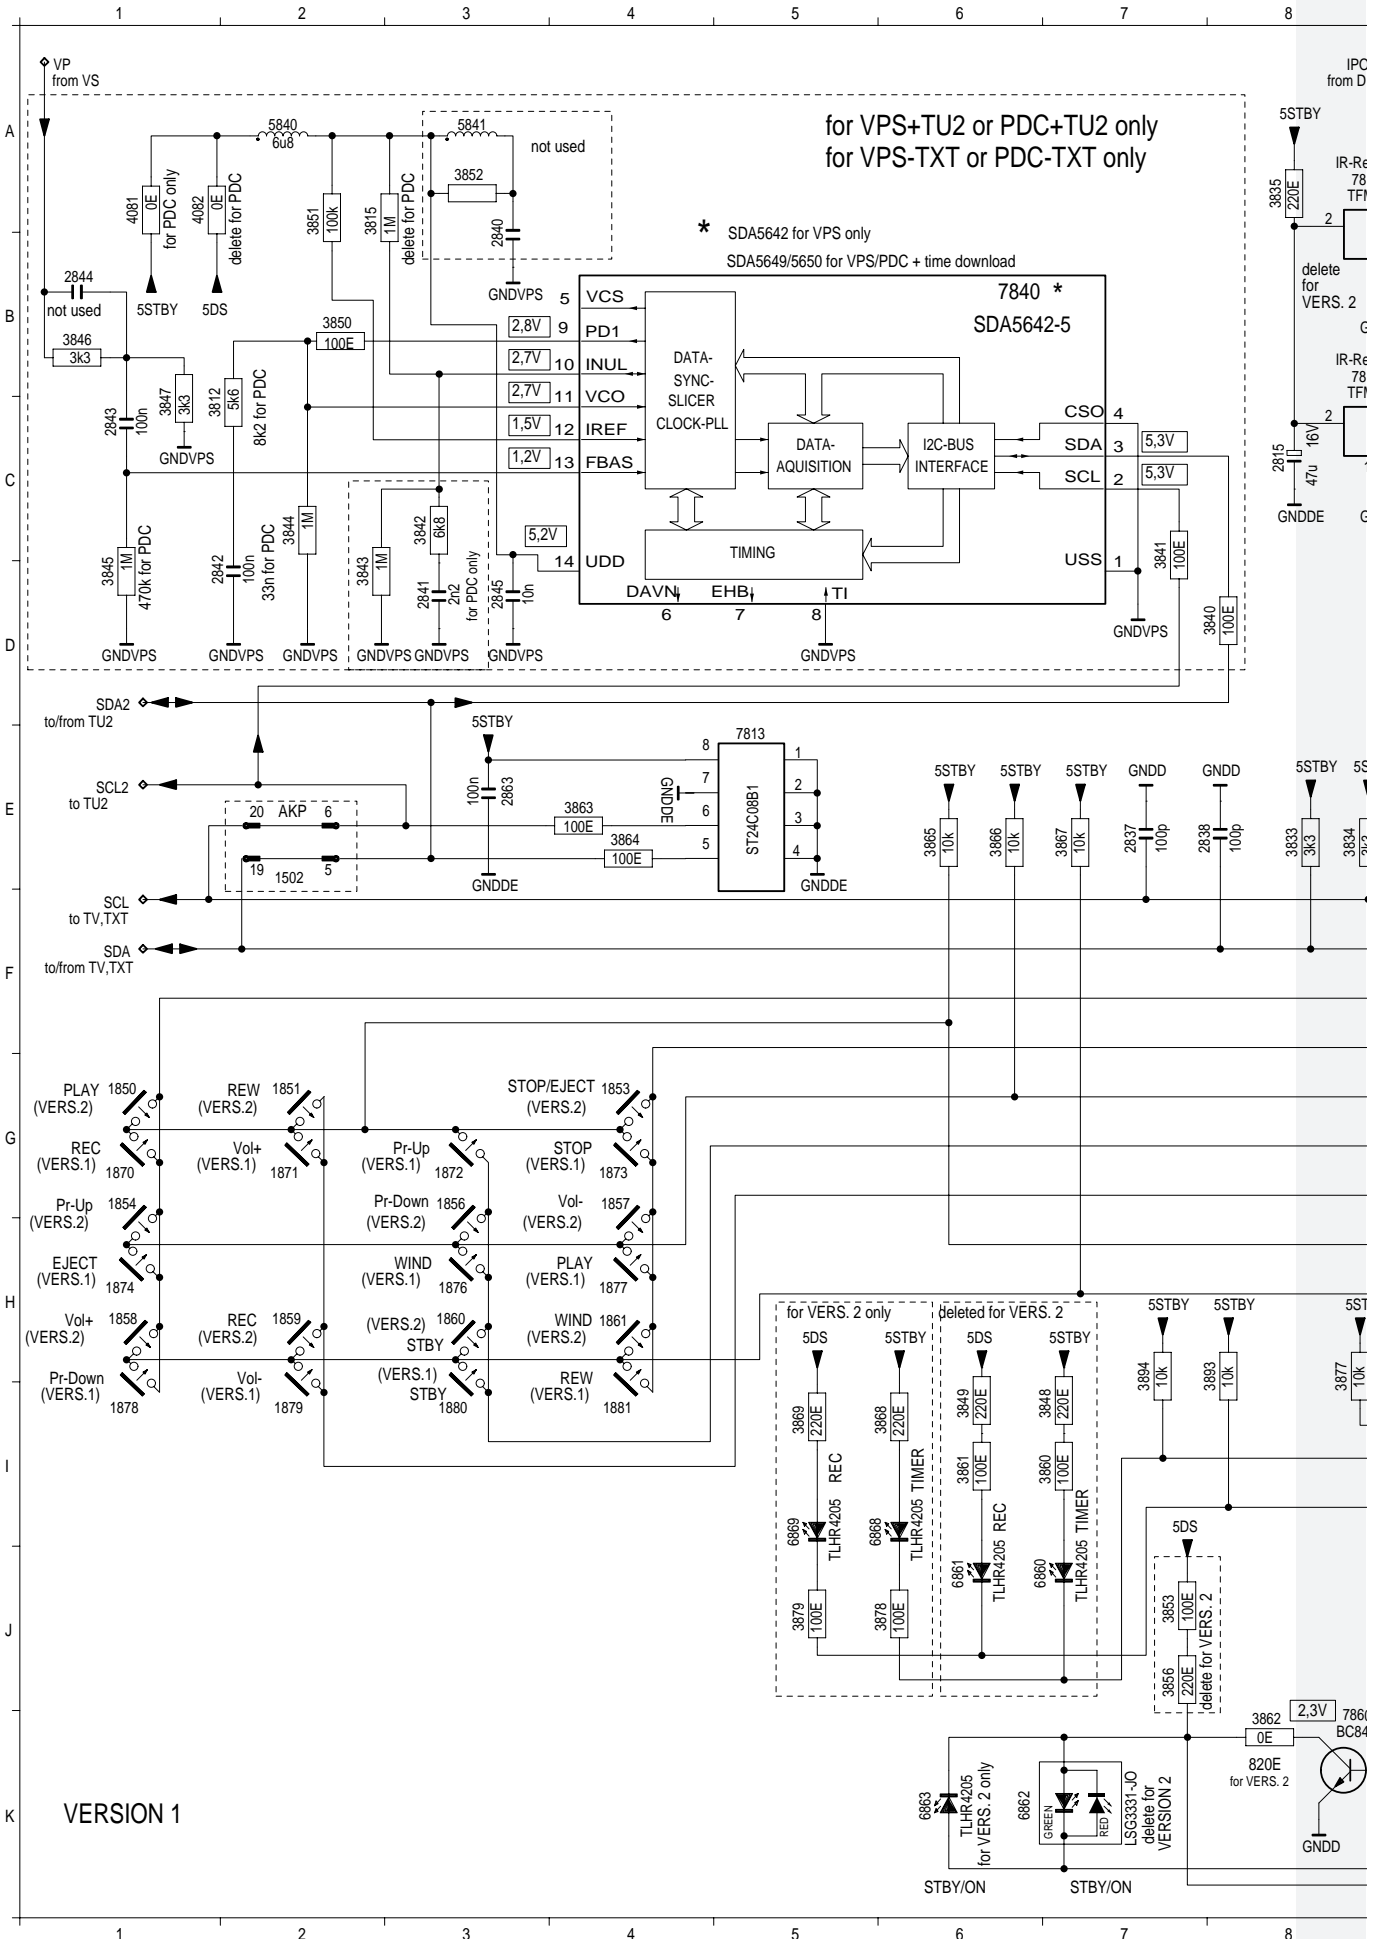 1 2 3 4 5 6 7 8
VP
from VS
IPC
from D
A
5840
6u8
5841
not used
3852
for VPS+TU2 or PDC+TU2 only
for VPS-TXT or PDC-TXT only
5STBY
3835
220E
IR-Re
78
TFM
2
4081
0E
for PDC only
4082
0E
delete for PDC
3851
100k
3815
1M
delete for PDC
2840
* SDA5642 for VPS only
SDA5649/5650 for VPS/PDC + time download
delete
for
VERS. 2
B
2844
not used
5STBY
5DS
GNDVPS
3846
3k3
3850
100E
3847
3k3
3812
5k6
8k2 for PDC
2843
100n
GNDVPS
7840 *
SDA5642-5
5 VCS
2,8V 9 PD1
2,7V 10 INUL
2,7V 11 VCO
1,5V 12 IREF
1,2V 13 FBAS
5,2V
14 UDD
DATA-
SYNC-
SLICER
CLOCK-PLL
DATA-
AQUISITION
I2C-BUS
INTERFACE
TIMING
CSO 4
SDA 3 5,3V
SCL 2 5,3V
USS 1
DAVN 6
EHB 7
TI 8
IR-Re
78
TFM
2
C
2815
16V
47u
GNDDE
3845
1M
470k for PDC
2842
100n
33n for PDC
3844
1M
3843
1M
3842
6k8
2841
2n2
for PDC only
2845
10n
3841
100E
3840
100E
D
GNDVPS GNDVPS GNDVPS GNDVPS GNDVPS GNDVPS GNDVPS
GNDVPS
SDA2
to/from TU2
5STBY
7813
E
SCL2
to TU2
20 AKP 6
19 5
1502
100n
2863
3863
100E
3864
100E
GNDDE
8 7 6 5
ST24C08B1
1 2 3 4
GNDDE
GNDDE
5STBY 5STBY 5STBY GNDD GNDD 5STBY 5S
3865
10k
3866
10k
3867
10k
2837
100p
2838
100p
3833
3k3
3834
SCL
to TV,TXT
F
SDA
to/from TV,TXT
G
PLAY 1850
(VERS.2)
REW 1851
(VERS.2)
STOP/EJECT 1853
(VERS.2)
REC
(VERS.1)
1870
Vol+
(VERS.1)
1871
Pr-Up
(VERS.1)
1872
STOP
(VERS.1)
1873
Pr-Up 1854
(VERS.2)
Pr-Down 1856
(VERS.2)
Vol- 1857
(VERS.2)
EJECT
(VERS.1)
1874
WIND
(VERS.1)
1876
PLAY
(VERS.1)
1877
H
Vol+ 1858
(VERS.2)
REC 1859
(VERS.2)
(VERS.2) 1860
STBY
WIND 1861
(VERS.2)
Pr-Down
(VERS.1)
1878
Vol-
(VERS.1)
1879
(VERS.1)
STBY
1880
REW
(VERS.1)
1881
for VERS. 2 only
deleted for VERS. 2
5DS 5STBY 5DS 5STBY
5STBY 5STBY 5ST
3894
10k
3893
10k
3877
10k
I
3869
220E
3868
220E
3849
220E
3848
220E
3861
100E
3860
100E
6869
TLHR4205 REC
6868
TLHR4205 TIMER
6861
TLHR4205 REC
6860
TLHR4205 TIMER
J
3879
100E
3878
100E
5DS
3853
100E
3856
220E
delete for VERS. 2
K
VERSION 1
6863
TLHR4205
for VERS. 2 only
6862
GREEN
RED
LSG3331-JO
delete for
VERSION 2
3862
0E
820E
for VERS. 2
2,3V
786
BC84
GNDD
STBY/ON
STBY/ON
1 2 3 4 5 6 7 8